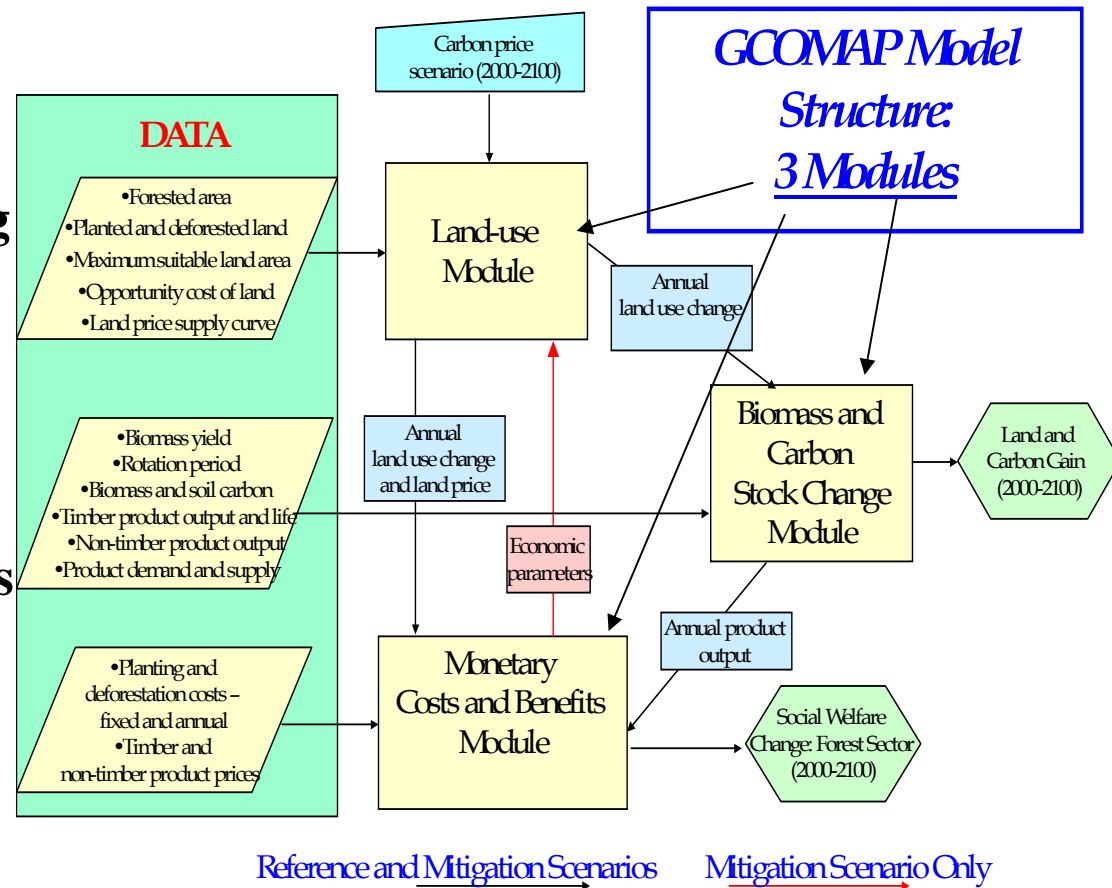 Carbon price
scenario (2000-2100)
GCOMAP Model
Structure:
3 Modules
DATA
•Forested area
•Planted and deforested land
•Maximum suitable land area
•Opportunity cost of land
•Land price supply curve
g
Land-use
Module
Annual
land use change
•Biomass yield
•Rotation period
•Biomass and soil carbon
•Timber product output and life
•Non-timber product output
•Product demand and supply
s
Annual
land use change
and land price
Economic
parameters
Biomass and
Carbon
Stock Change
Module
Land and
Carbon Gain
(2000-2100)
Annual product
output
•Planting and
deforestation costs –
fixed and annual
•Timber and
non-timber product prices
Monetary
Costs and Benefits
Module
Social Welfare
Change: Forest Sector
(2000-2100)
Reference and Mitigation Scenarios
Mitigation Scenario Only